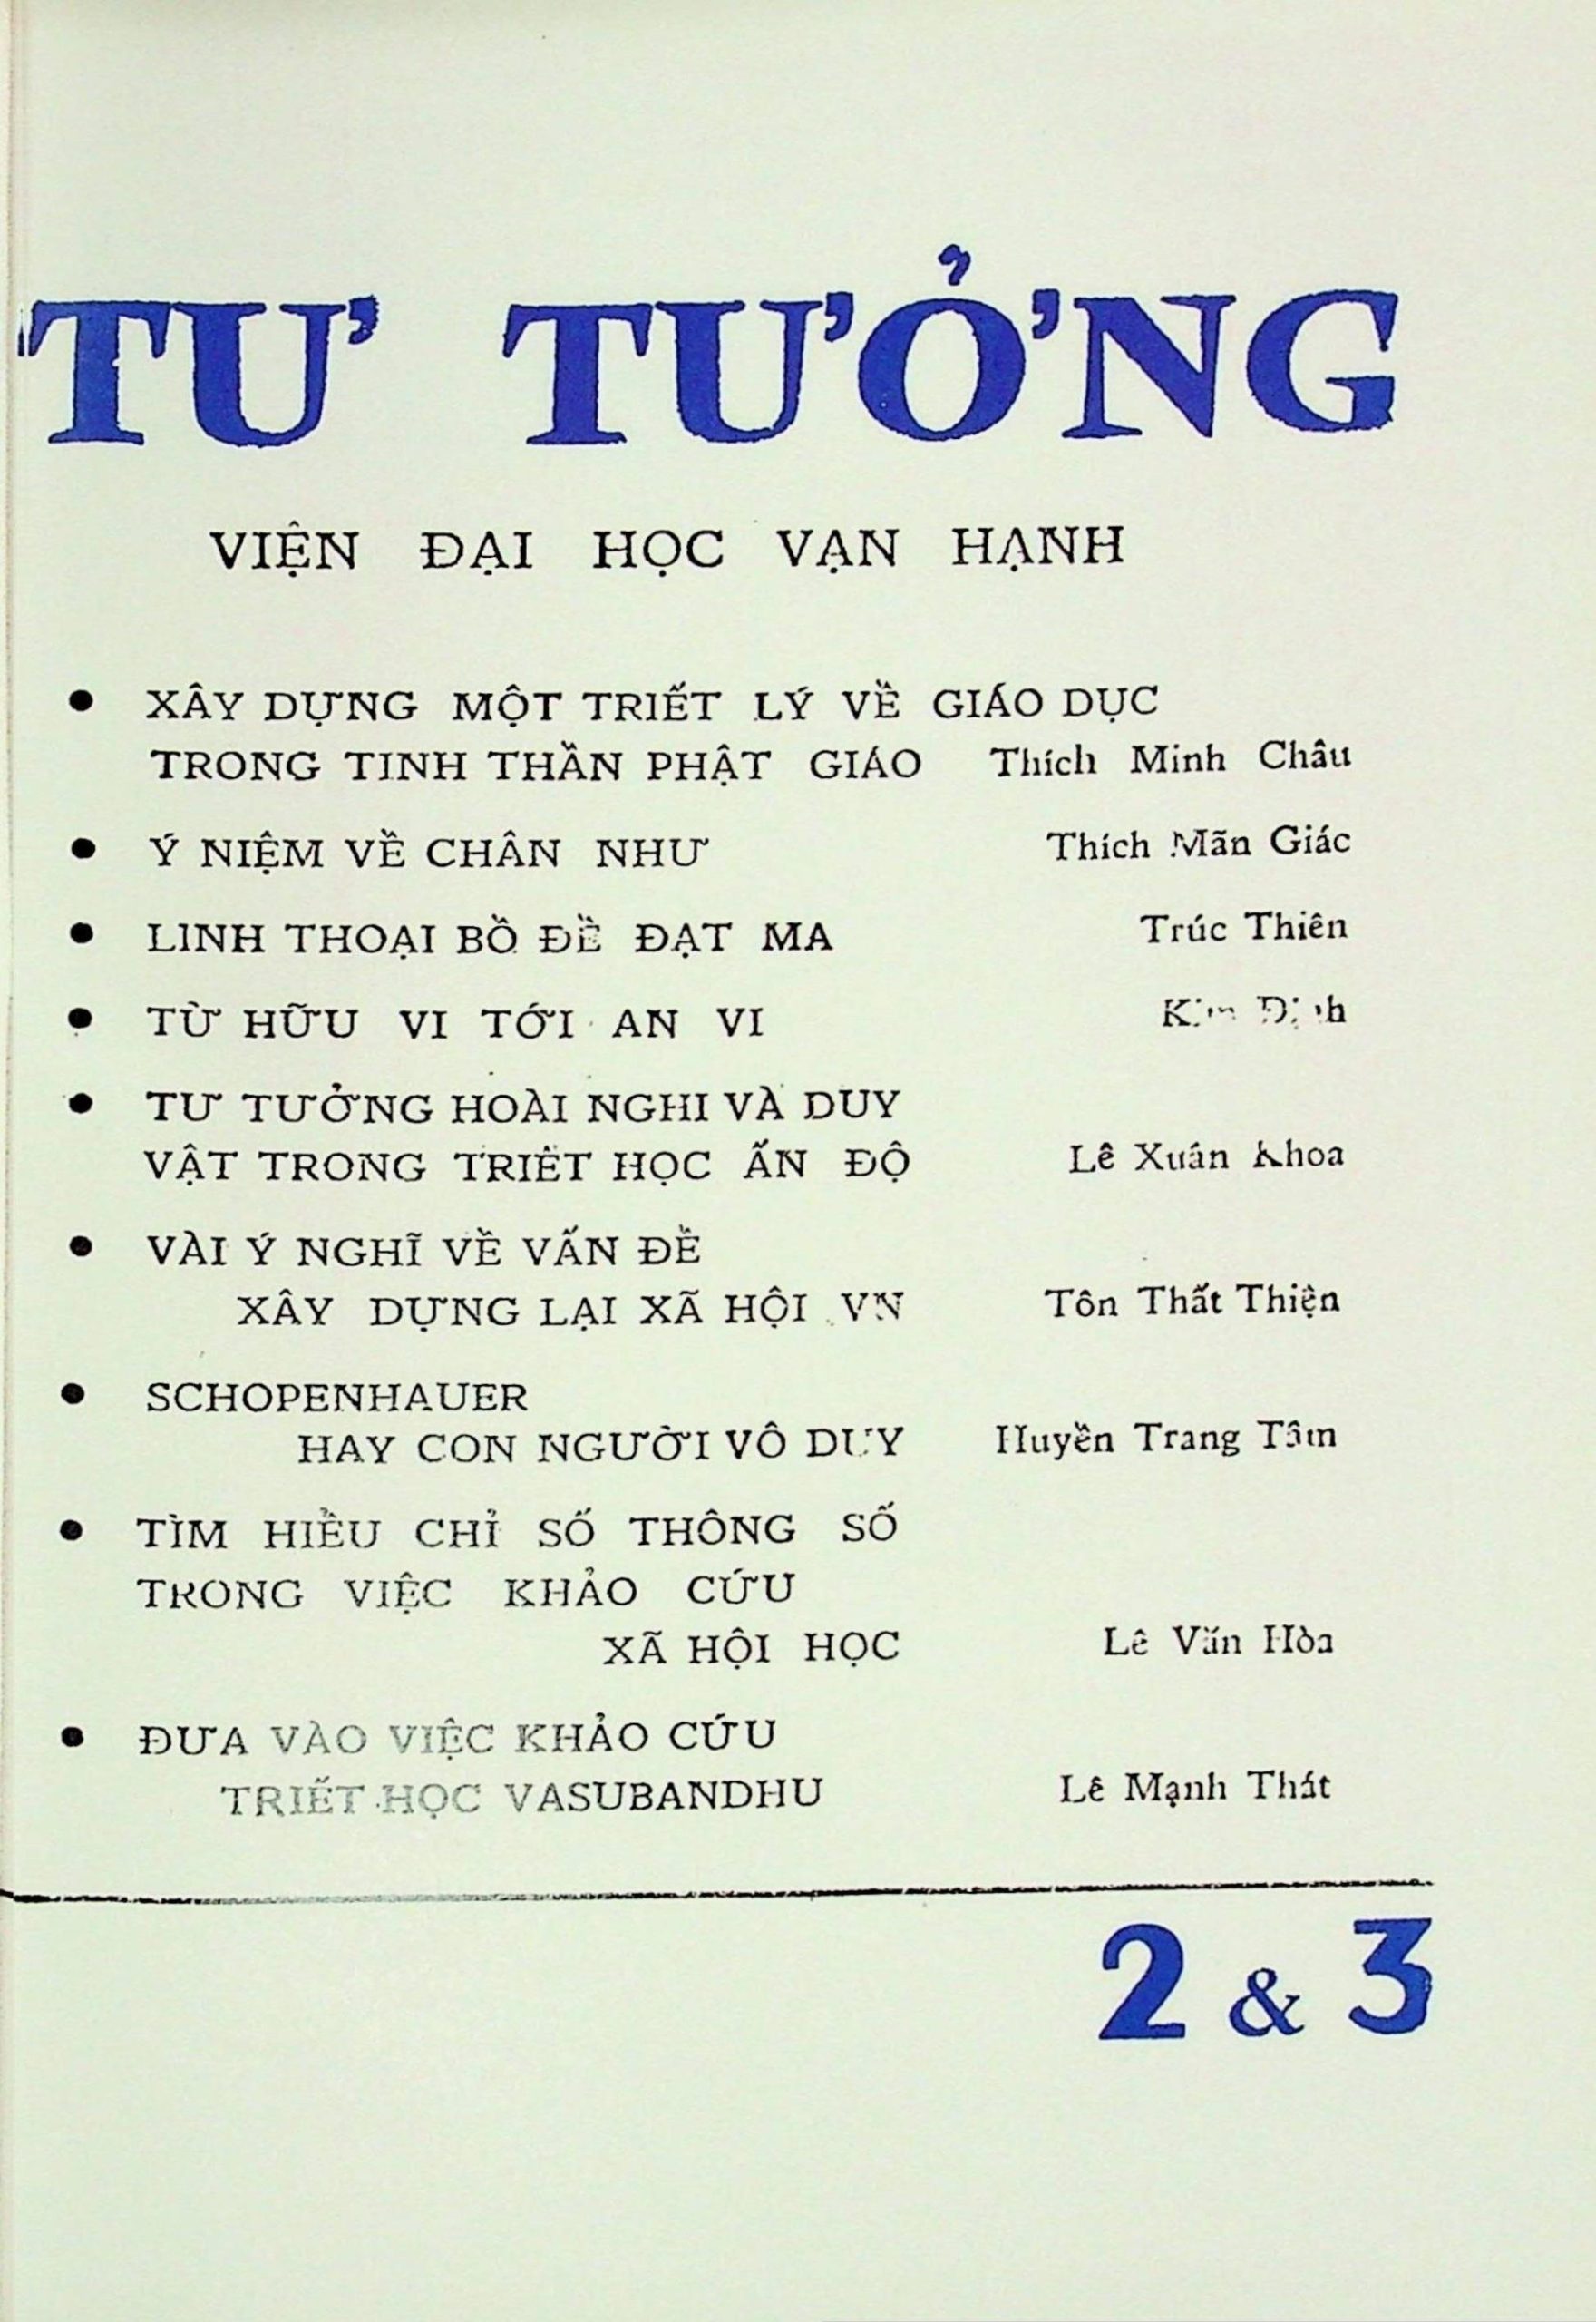 TƯ TƯỞNG
VIỆN ĐẠI HỌC VẠN HẠNH
• XÂY DỰNG MỘT TRIẾT LÝ VỀ GIÁO DỤC
TRONG TINH THẦN PHẬT GIÁO Thích Minh Châu
• Ý NIỆM VỀ CHÂN NHƯ Thích Mãn Giác
• LINH THOẠI BỒ ĐỀ ĐẠT MA Trúc Thiên
• TỪ HỮU VI TỚI AN VI Kim Định
• TƯ TƯỞNG HOÀI NGHI VÀ DUY
VẬT TRONG TRIẾT HỌC ẤN ĐỘ Lê Xuân Khoa
• VÀI Ý NGHĨ VỀ VẤN ĐỀ
XÂY DỰNG LẠI XÃ HỘI VN Tôn Thất Thiện
• SCHOPENHAUER
HAY CON NGƯỜI VÔ DUY Huyền Trang Tâm
• TÌM HIỂU CHỈ SỐ THÔNG SỐ
TRONG VIỆC KHẢO CỨU
XÃ HỘI HỌC Lê Văn Hòa
• ĐƯA VÀO VIỆC KHẢO CỨU
TRIẾT HỌC VASUBANDHU Lê Mạnh Thát
2 & 3